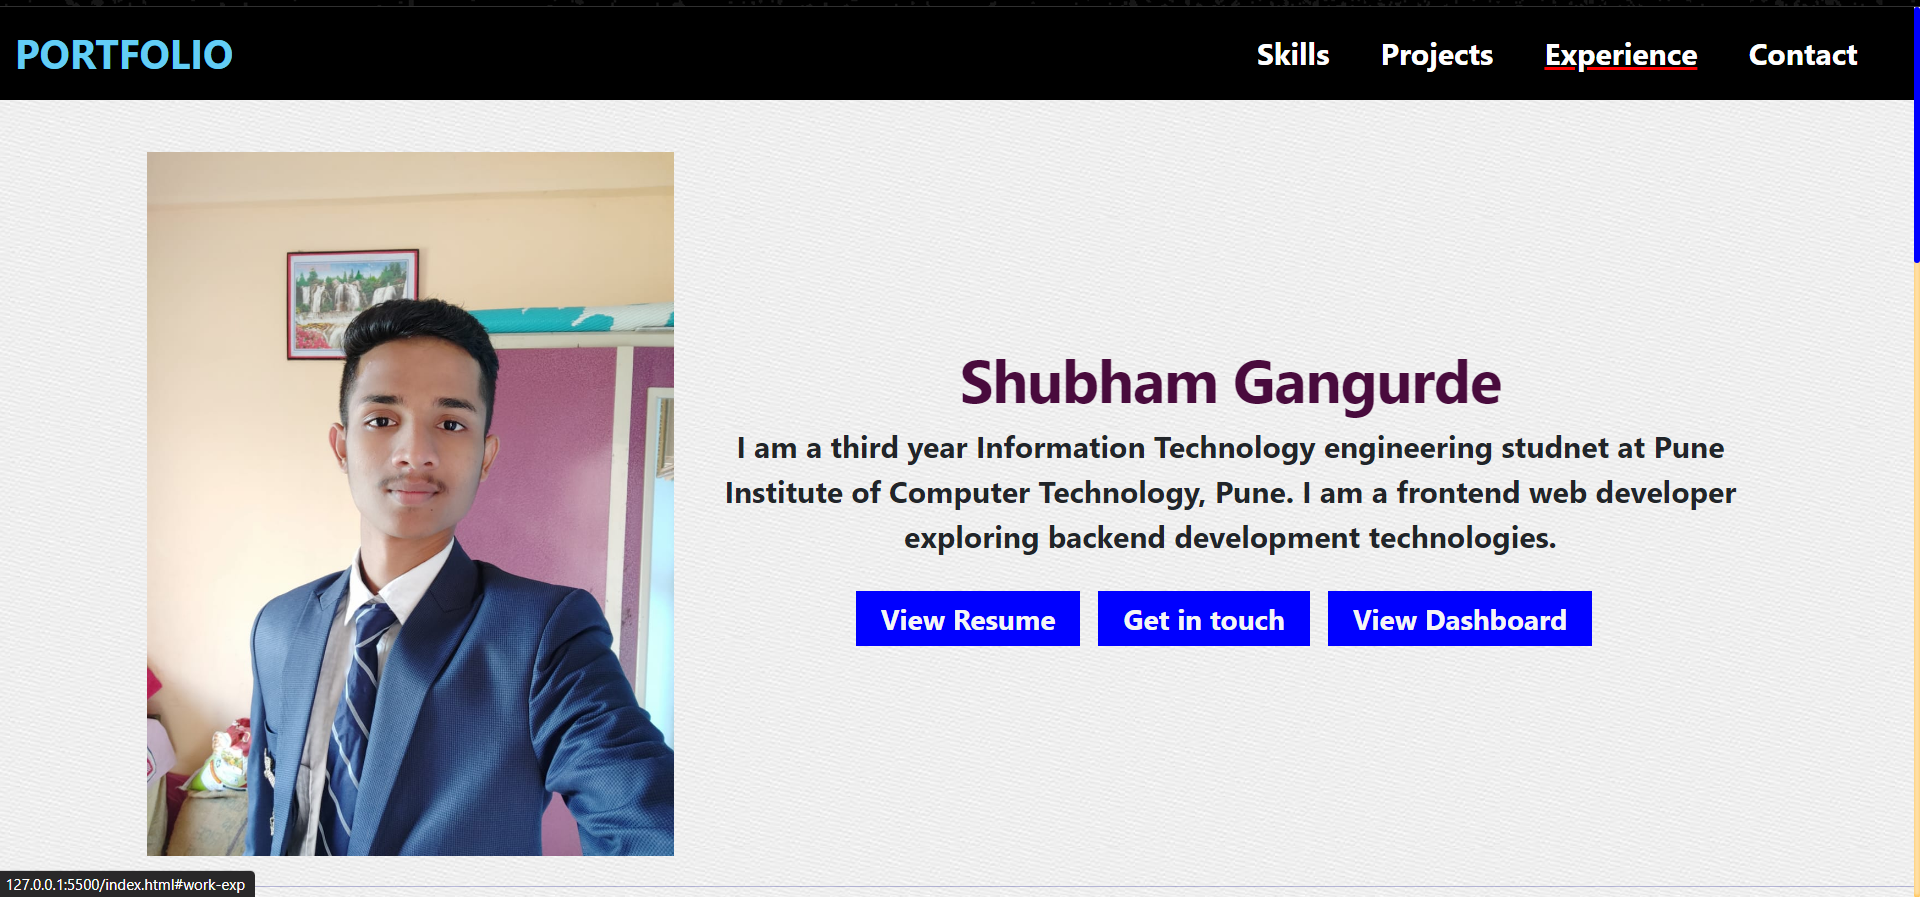 PORTFOLIO
Skills
Projects
Experience
Contact
Shubham Gangurde
I am a third year Information Technology engineering studnet at Pune
Institute of Computer Technology, Pune. I am a frontend web developer
exploring backend development technologies.
View Resume
Get in touch
View Dashboard
127.0.0.1:5500/index.html#work-exp